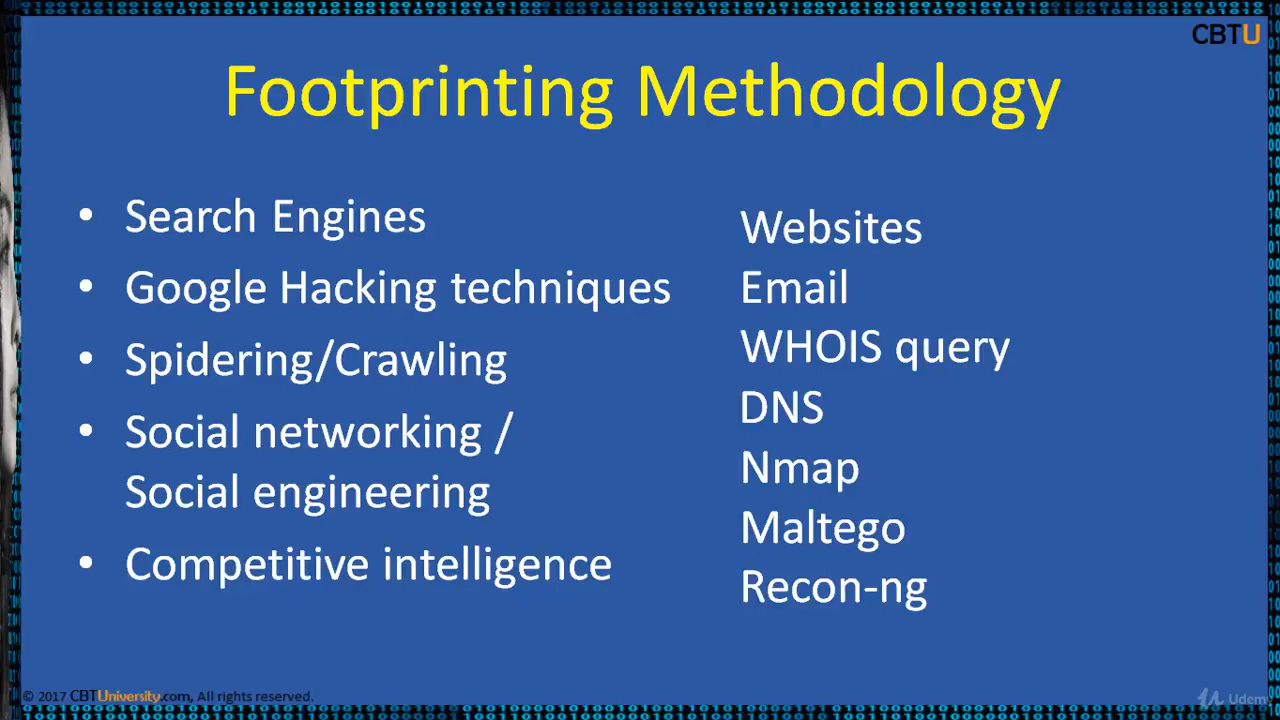 CBTU
Footprinting Methodology
• Search Engines
• Google Hacking techniques
• Spidering/Crawling
• Social networking /
Social engineering
• Competitive intelligence
Websites
Email
WHOIS query
DNS
Nmap
Maltego
Recon-ng
© 2017 CBTUniversity.com, All rights reserved.
Udemy